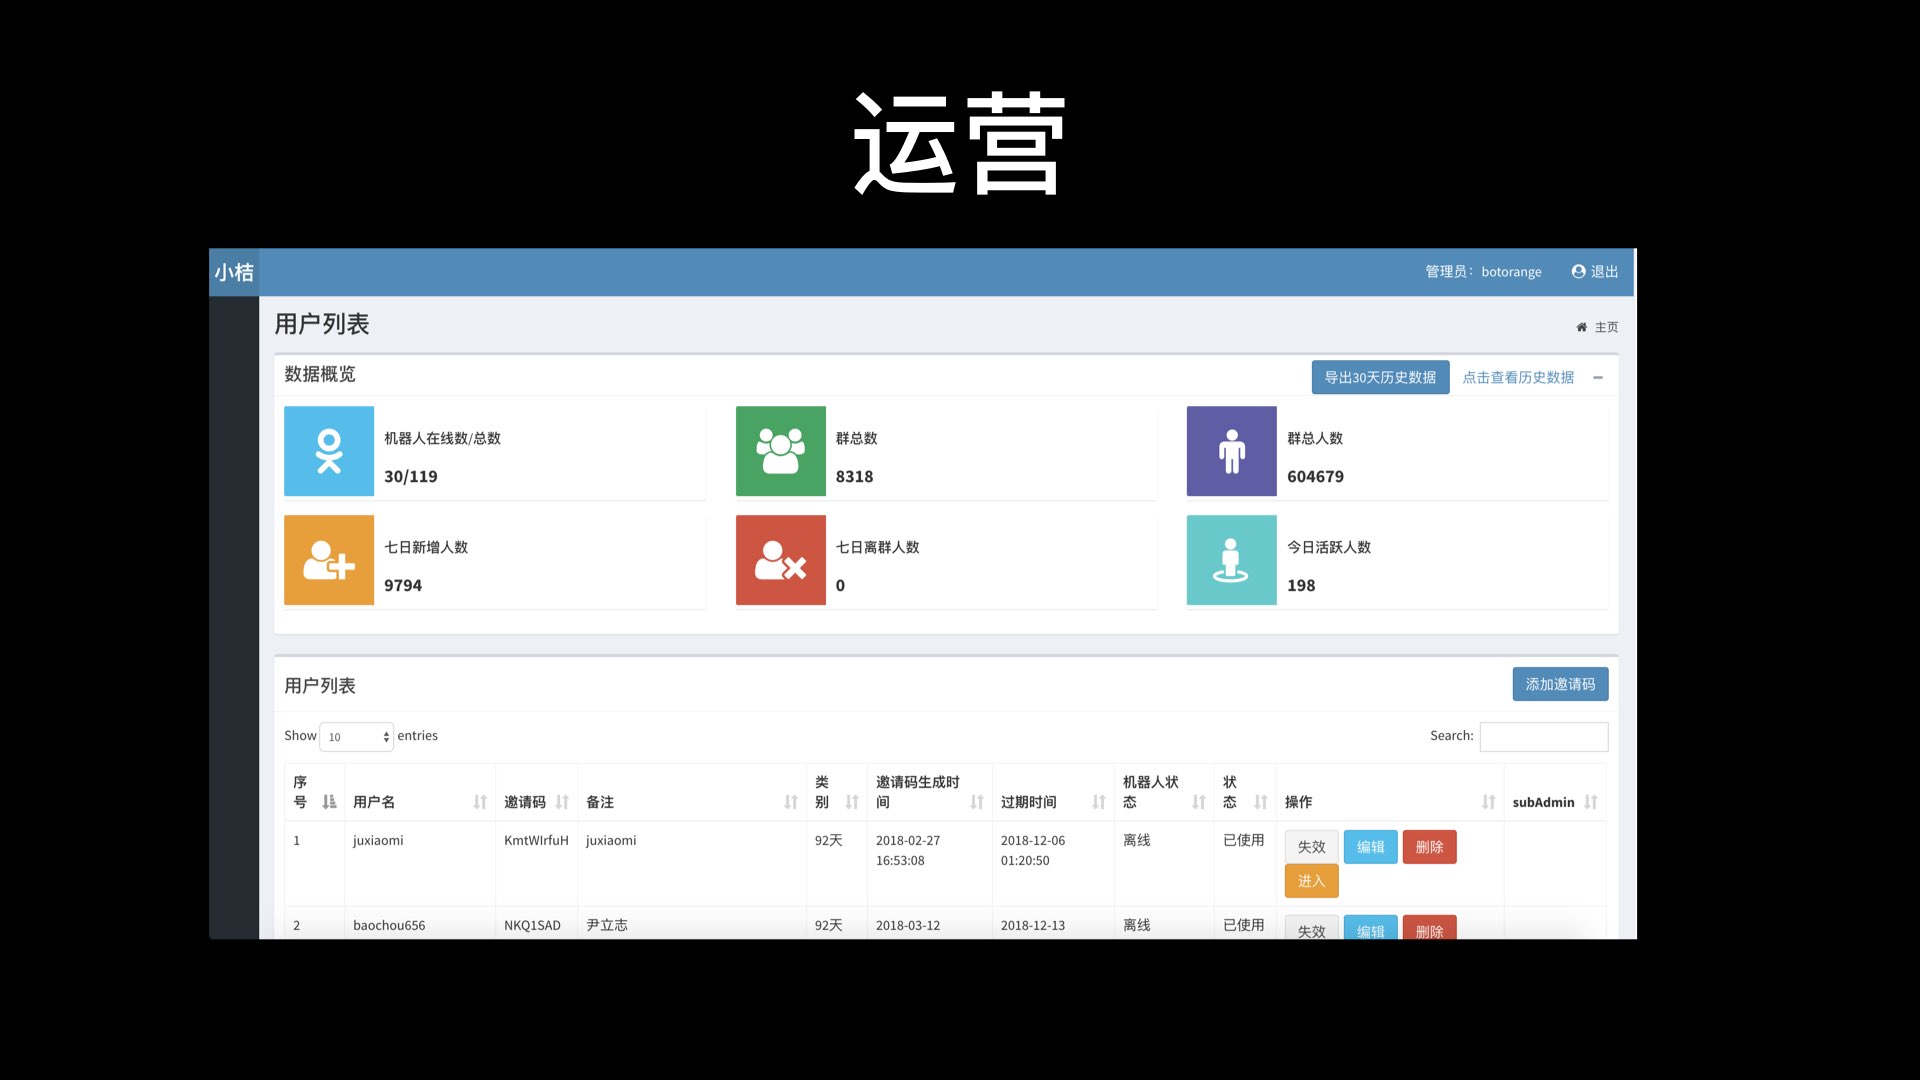 运营
小桔
管理员：botorange
退出
用户列表
主页
数据概览
导出30天历史数据
点击查看历史数据
机器人在线数/总数
30/119
群总数
8318
群总人数
604679
七日新增人数
9794
七日离群人数
0
今日活跃人数
198
用户列表
添加邀请码
Show 10 entries
Search:
序号 用户名 邀请码 备注 类别 邀请码生成时间 过期时间 机器人状态 状态 操作 subAdmin
1 juxiaomi KmtWIrfuH juxiaomi 92天 2018-02-27 16:53:08 2018-12-06 01:20:50 离线 已使用 失效 编辑 删除 进入
2 baochou656 NKQ1SAD 尹立志 92天 2018-03-12 2018-12-13 离线 已使用 失效 编辑 删除